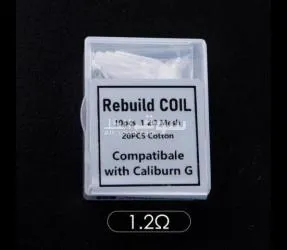 Rebuild COIL
10pcs 1.2Ω Mesh
20PCS Cotton
Compatibale
with Caliburn G
1.2Ω